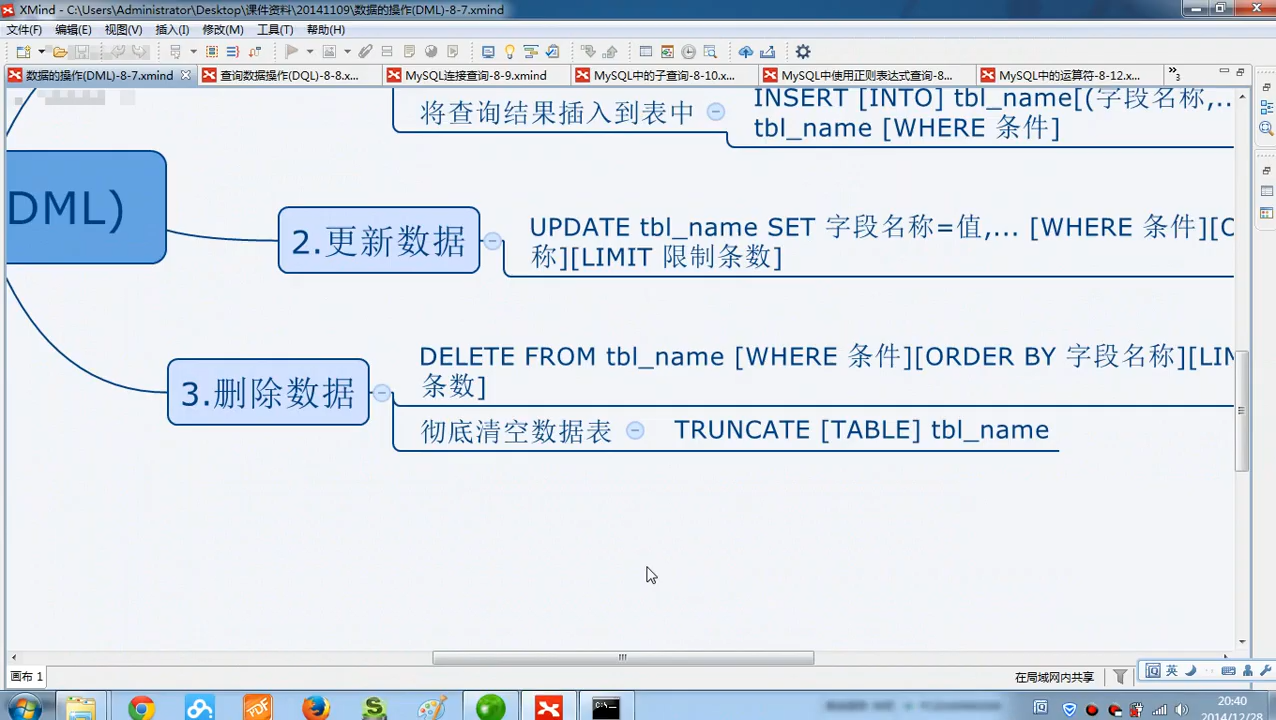 XMind - C:\Users\Administrator\Desktop\课件资料\20141109\数据的操作(DML)-8-7.xmind
文件(F) 编辑(E) 视图(V) 插入(I) 修改(M) 工具(T) 帮助(H)
数据的操作(DML)-8-7.xmind 查询数据操作(DQL)-8-8.x... MySQL连接查询-8-9.xmind MySQL中的子查询-8-10.x... MySQL中使用正则表达式查询-8... MySQL中的运算符-8-12.x... 3
将查询结果插入到表中
INSERT [INTO] tbl_name[(字段名称,..
tbl_name [WHERE 条件]
DML)
2.更新数据
UPDATE tbl_name SET 字段名称=值,... [WHERE 条件][O
称][LIMIT 限制条数]
3.删除数据
DELETE FROM tbl_name [WHERE 条件][ORDER BY 字段名称][LIM
条数]
彻底清空数据表
TRUNCATE [TABLE] tbl_name
画布 1
在局域网内共享
英
PDF
20:40
2014/12/28